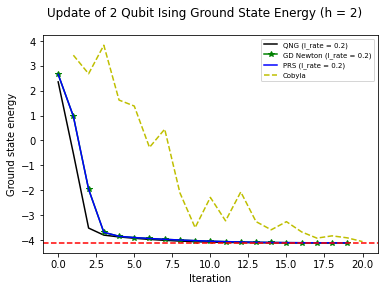 Update of 2 Qubit Ising Ground State Energy (h = 2)
QNG (l_rate = 0.2)
GD Newton (l_rate = 0.2)
PRS (l_rate = 0.2)
Cobyla
Ground state energy
4
3
2
1
0
−1
−2
−3
−4
0.0 2.5 5.0 7.5 10.0 12.5 15.0 17.5 20.0
Iteration